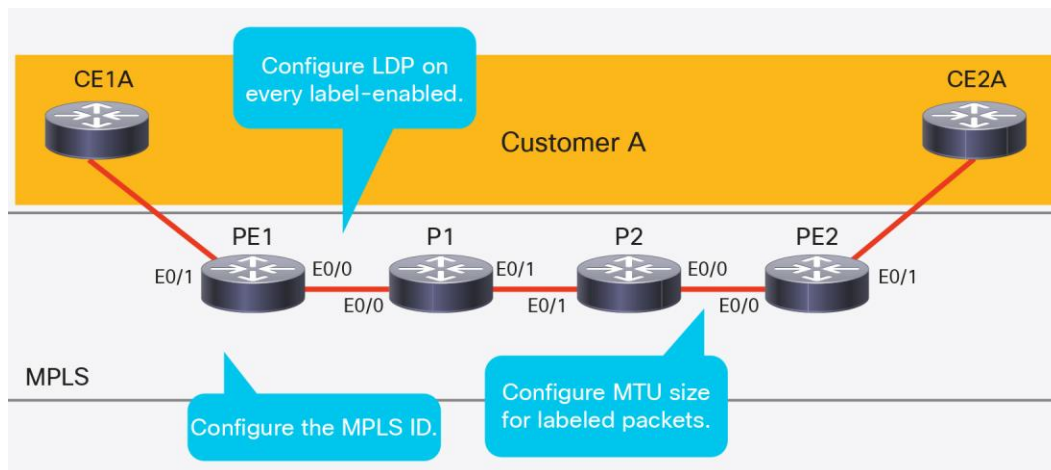 Configure LDP on
every label-enabled.
CE1A
CE2A
Customer A
PE1
P1
P2
PE2
E0/1
E0/0
E0/0
E0/1
E0/1
E0/0
E0/0
E0/1
MPLS
Configure the MPLS ID.
Configure MTU size
for labeled packets.